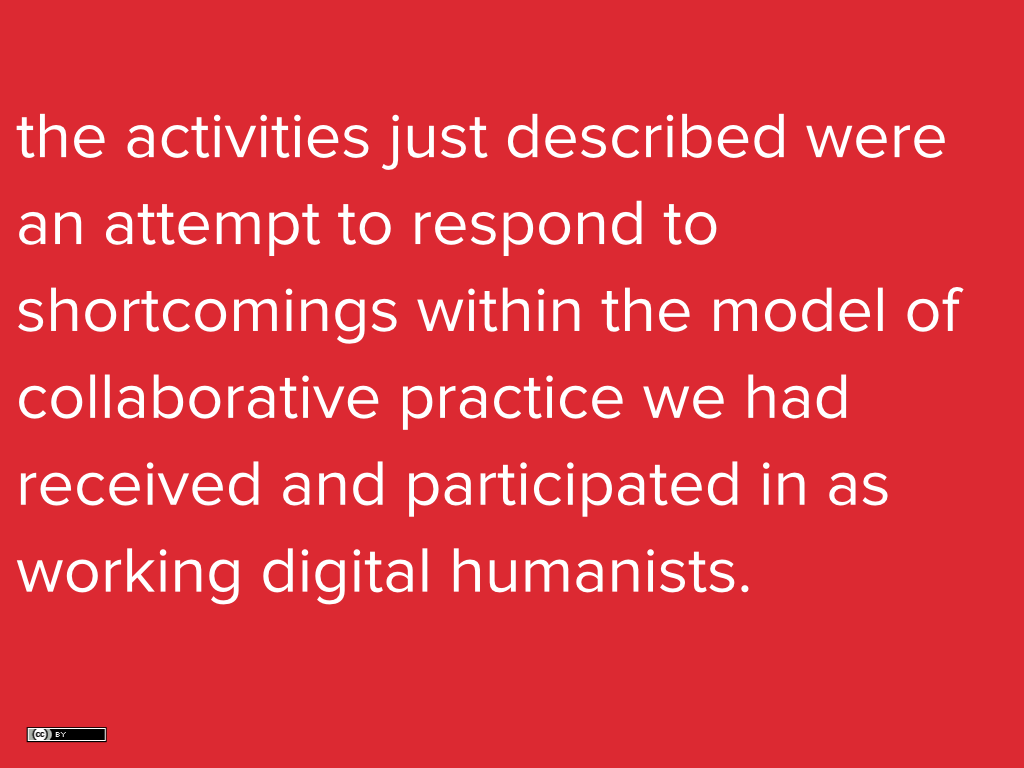 the activities just described were
an attempt to respond to
shortcomings within the model of
collaborative practice we had
received and participated in as
working digital humanists.
cc BY